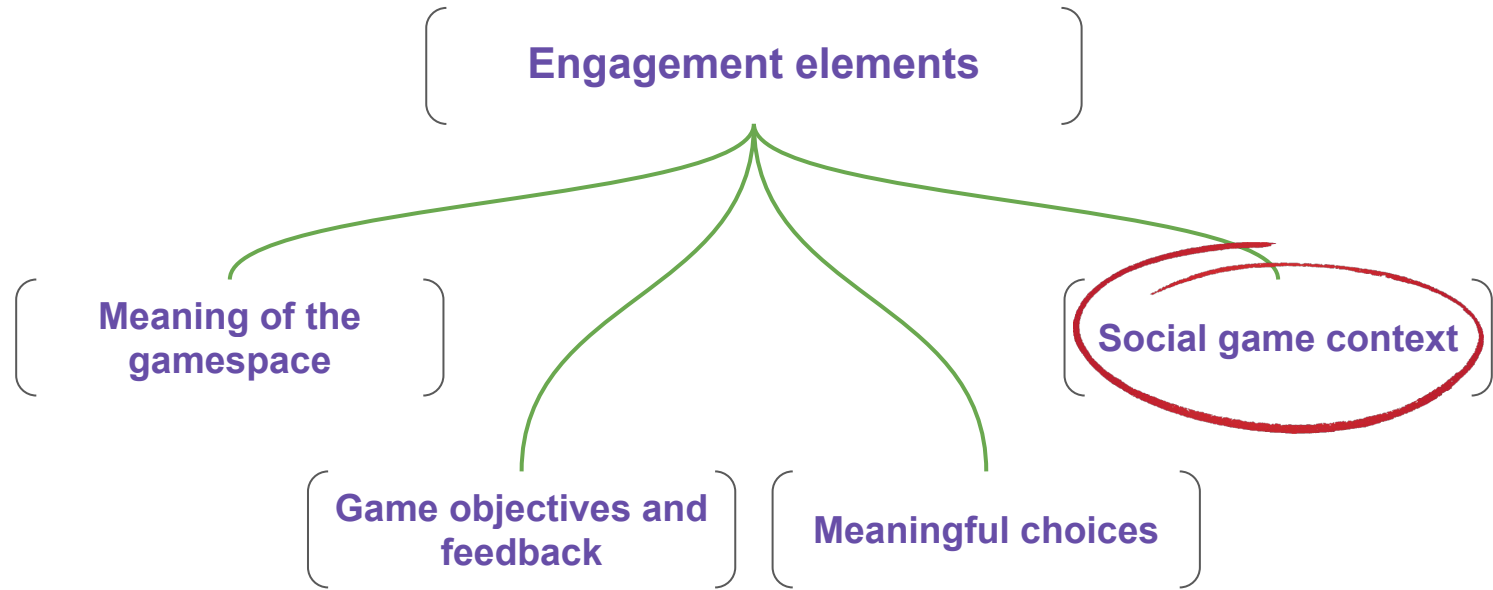 Engagement elements
Meaning of the
gamespace
Social game context
Game objectives and
feedback
Meaningful choices